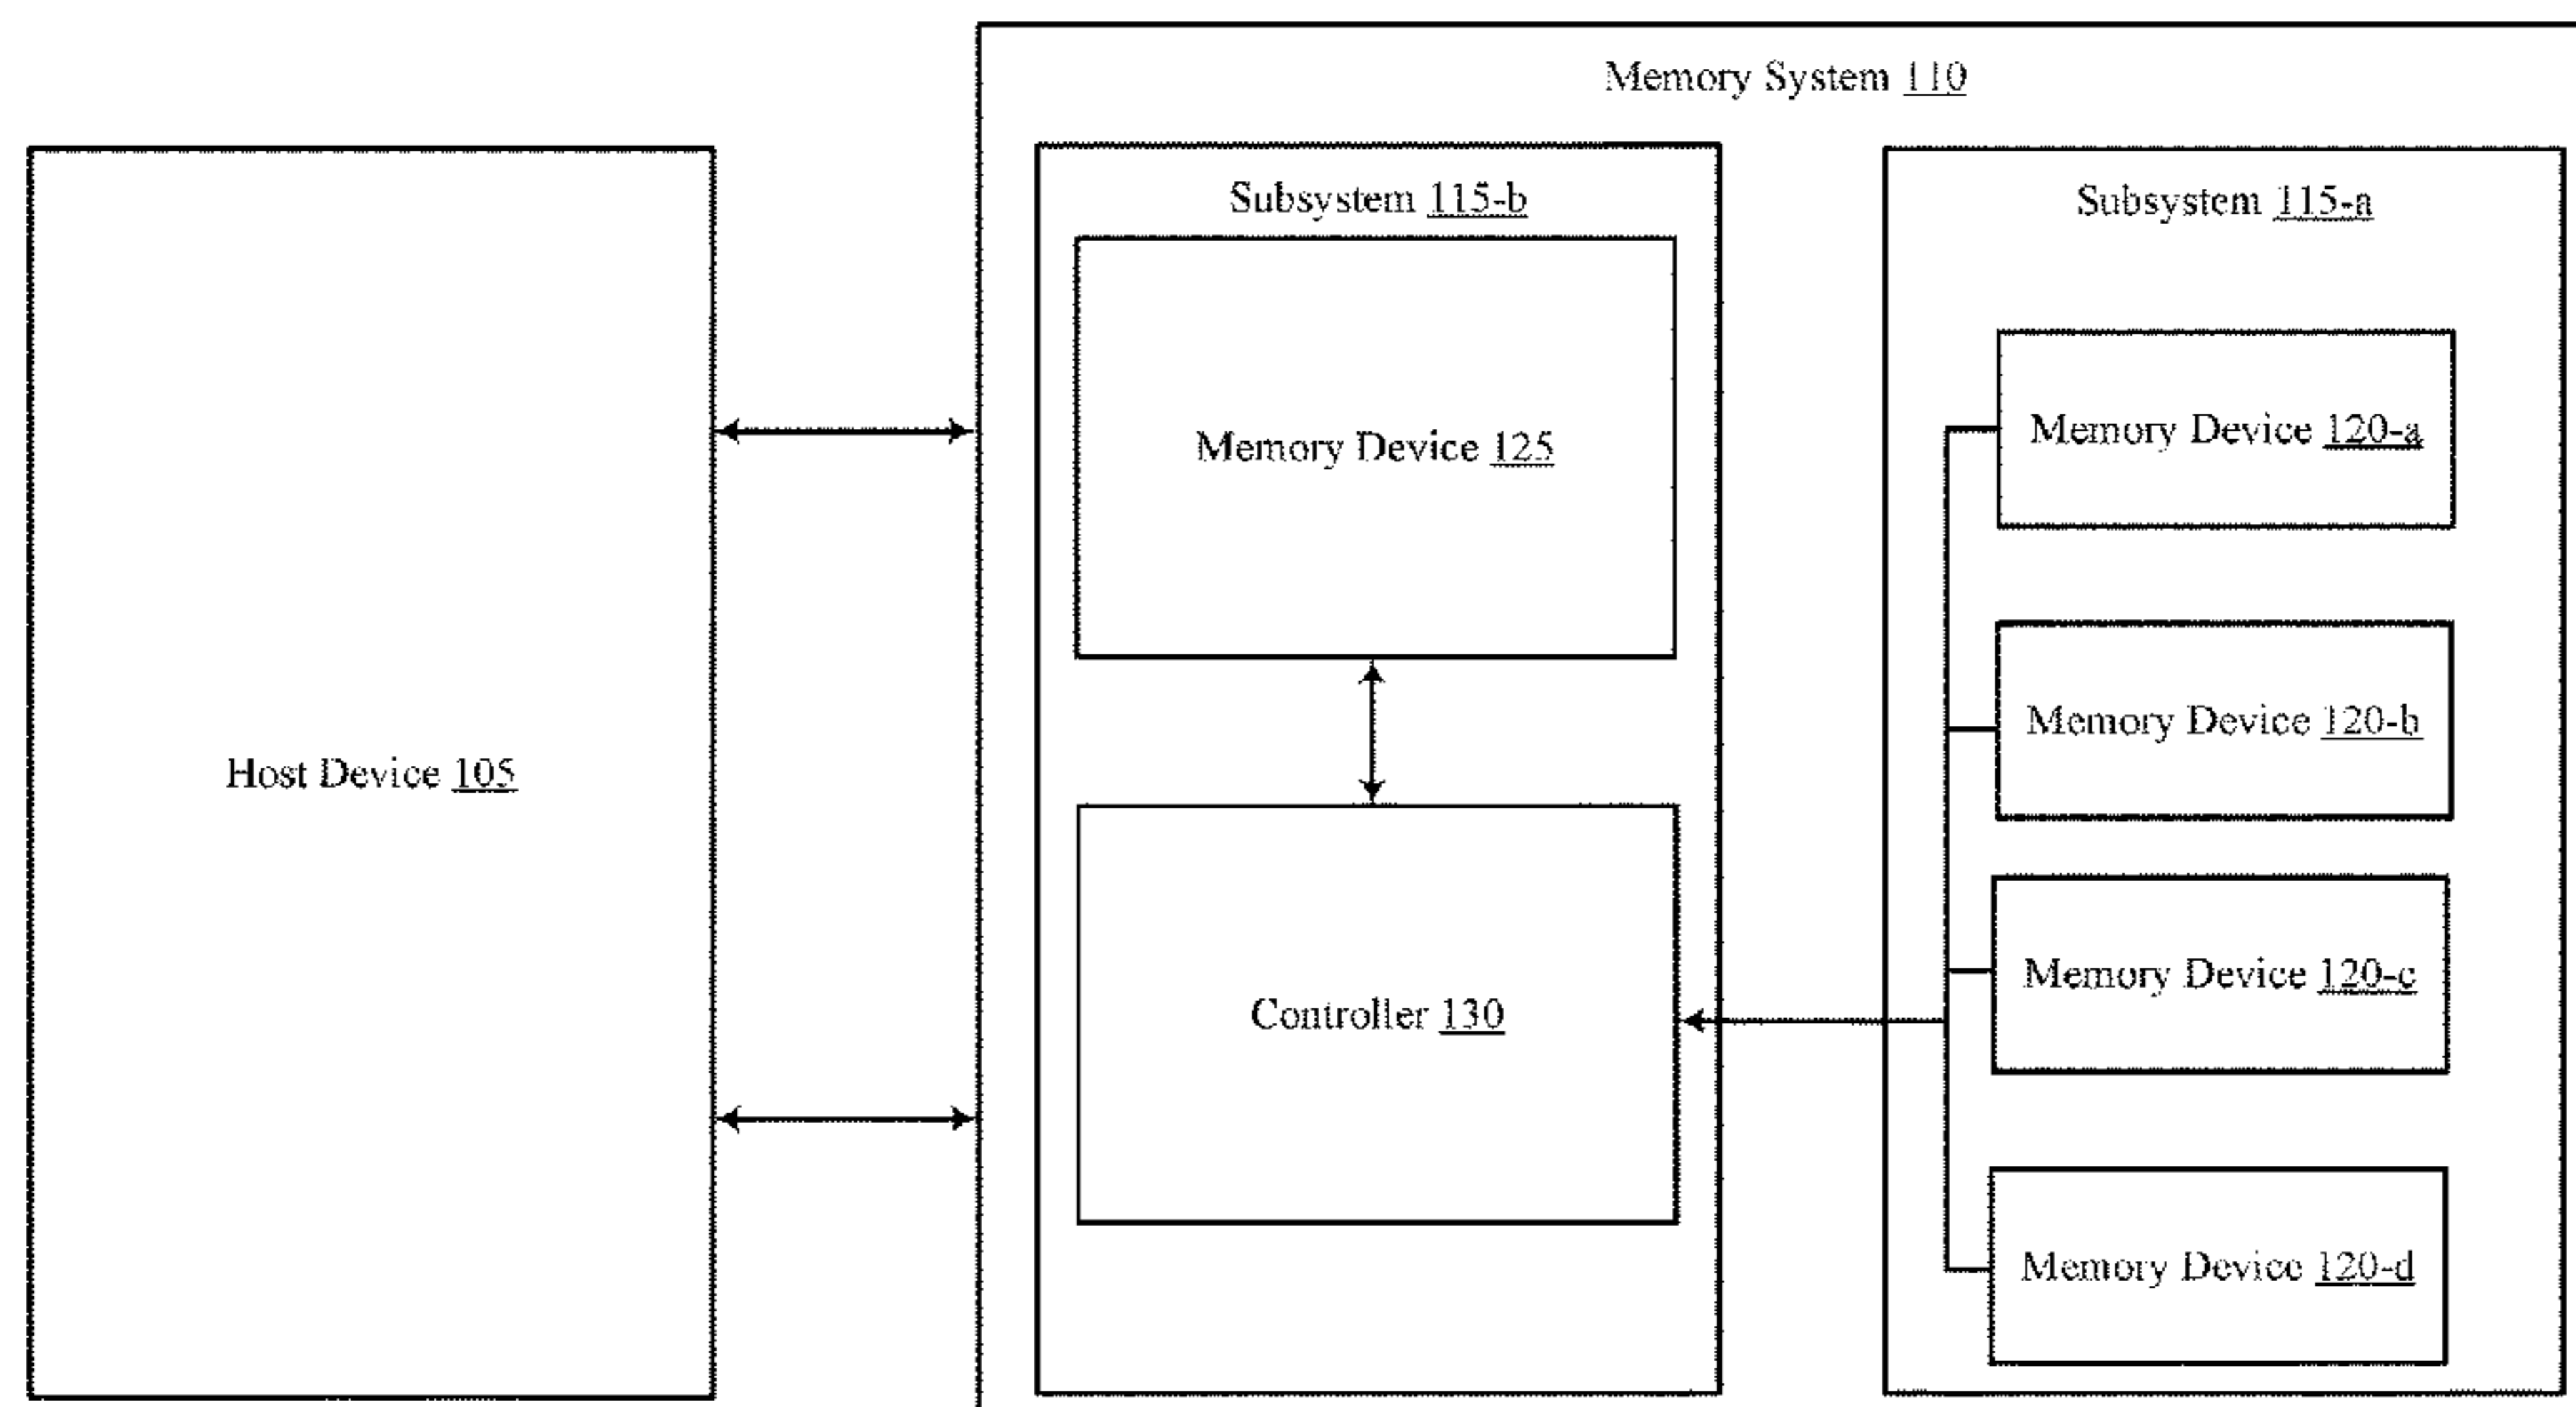 Memory System 110
Subsystem 115-b
Subsystem 115-a
Host Device 105
Memory Device 125
Controller 130
Memory Device 120-a
Memory Device 120-b
Memory Device 120-c
Memory Device 120-d